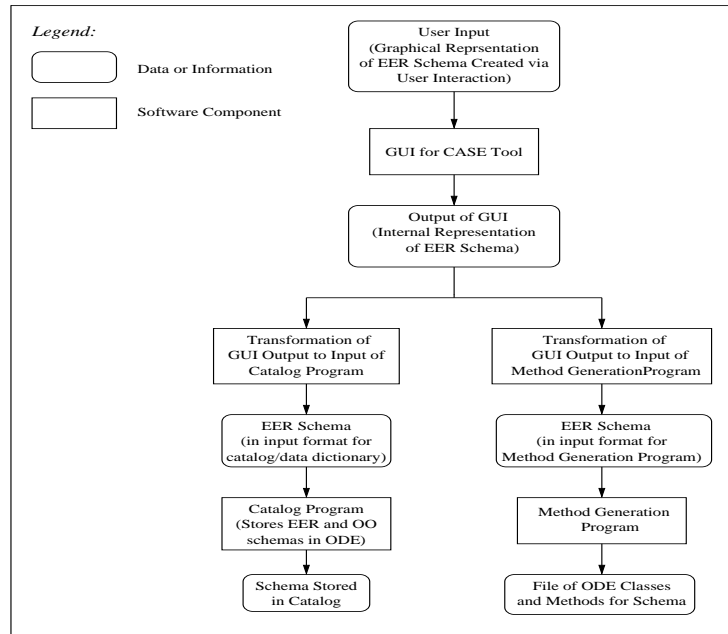 Legend:
Data or Information
Software Component
User Input
(Graphical Reprsentation
of EER Schema Created via
User Interaction)
GUI for CASE Tool
Output of GUI
(Internal Representation
of EER Schema)
Transformation of
GUI Output to Input of
Catalog Program
Transformation of
GUI Output to Input of
Method GenerationProgram
EER Schema
(in input format for
catalog/data dictionary)
EER Schema
(in input format for
Method Generation Program)
Catalog Program
(Stores EER and OO
schemas in ODE)
Method Generation
Program
Schema Stored
in Catalog
File of ODE Classes
and Methods for Schema